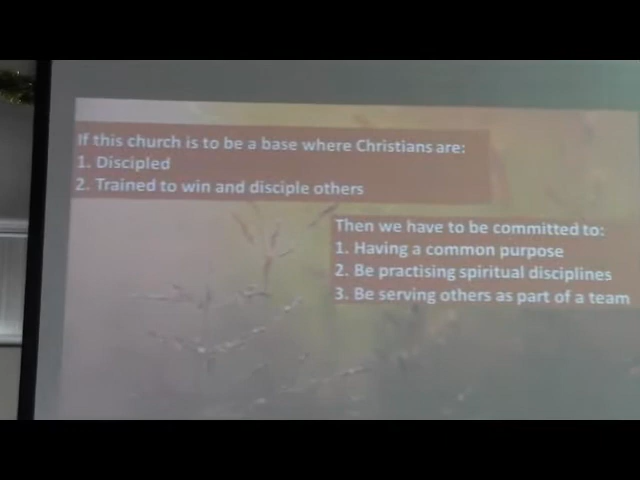 If this church is to be a base where Christians are:
1. Discipled
2. Trained to win and disciple others
Then we have to be committed to:
1. Having a common purpose
2. Be practising spiritual disciplines
3. Be serving others as part of a team